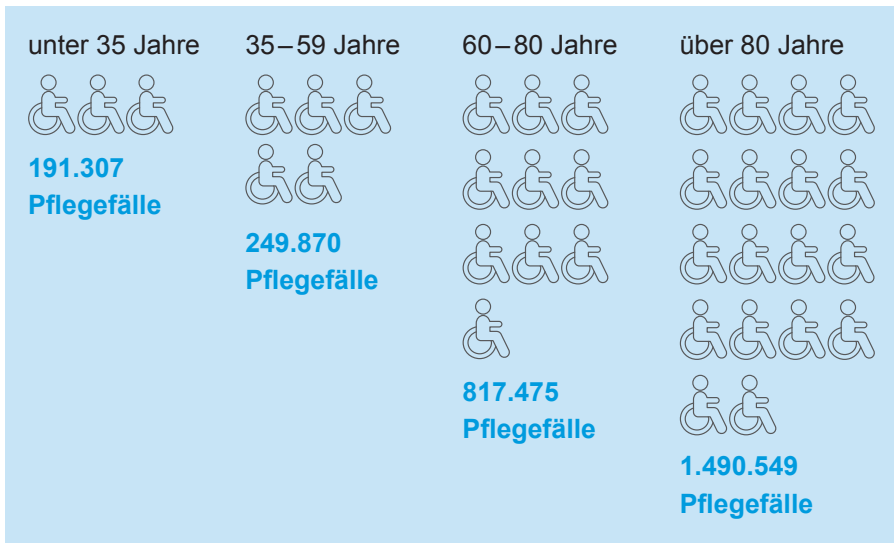 unter 35 Jahre
191.307
Pflegefälle
35–59 Jahre
249.870
Pflegefälle
60–80 Jahre
817.475
Pflegefälle
über 80 Jahre
1.490.549
Pflegefälle